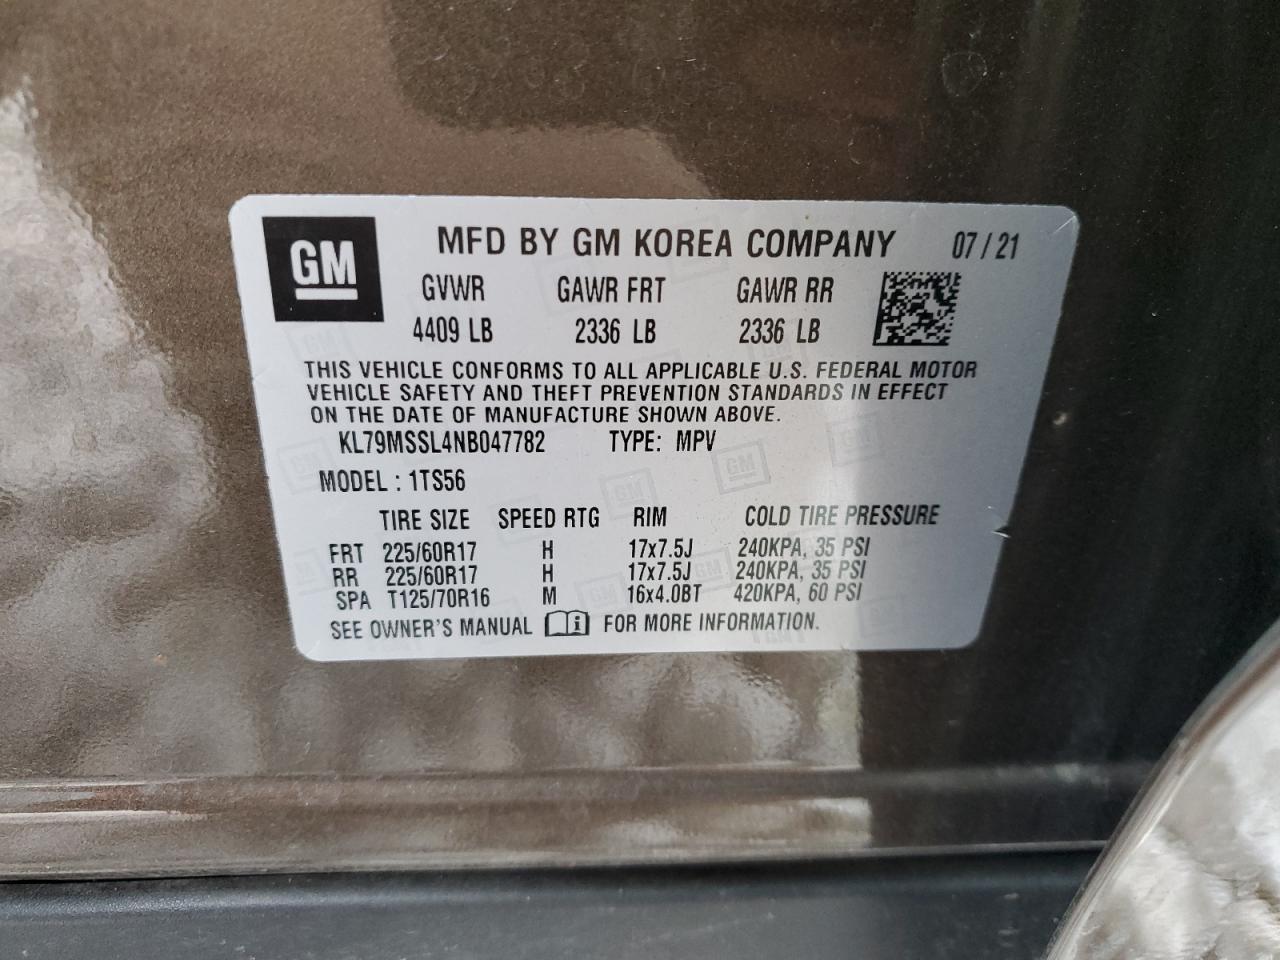 GM
MFD BY GM KOREA COMPANY 07/21
GVWR GAWR FRT GAWR RR
4409 LB 2336 LB 2336 LB
THIS VEHICLE CONFORMS TO ALL APPLICABLE U.S. FEDERAL MOTOR
VEHICLE SAFETY AND THEFT PREVENTION STANDARDS IN EFFECT
ON THE DATE OF MANUFACTURE SHOWN ABOVE.
KL79MSSL4NB047782 TYPE: MPV
MODEL : 1TS56
TIRE SIZE SPEED RTG RIM COLD TIRE PRESSURE
FRT 225/60R17 H 17x7.5J 240KPA, 35 PSI
RR 225/60R17 H 17x7.5J 240KPA, 35 PSI
SPA T125/70R16 M 16x4.0BT 420KPA, 60 PSI
SEE OWNER'S MANUAL i FOR MORE INFORMATION.